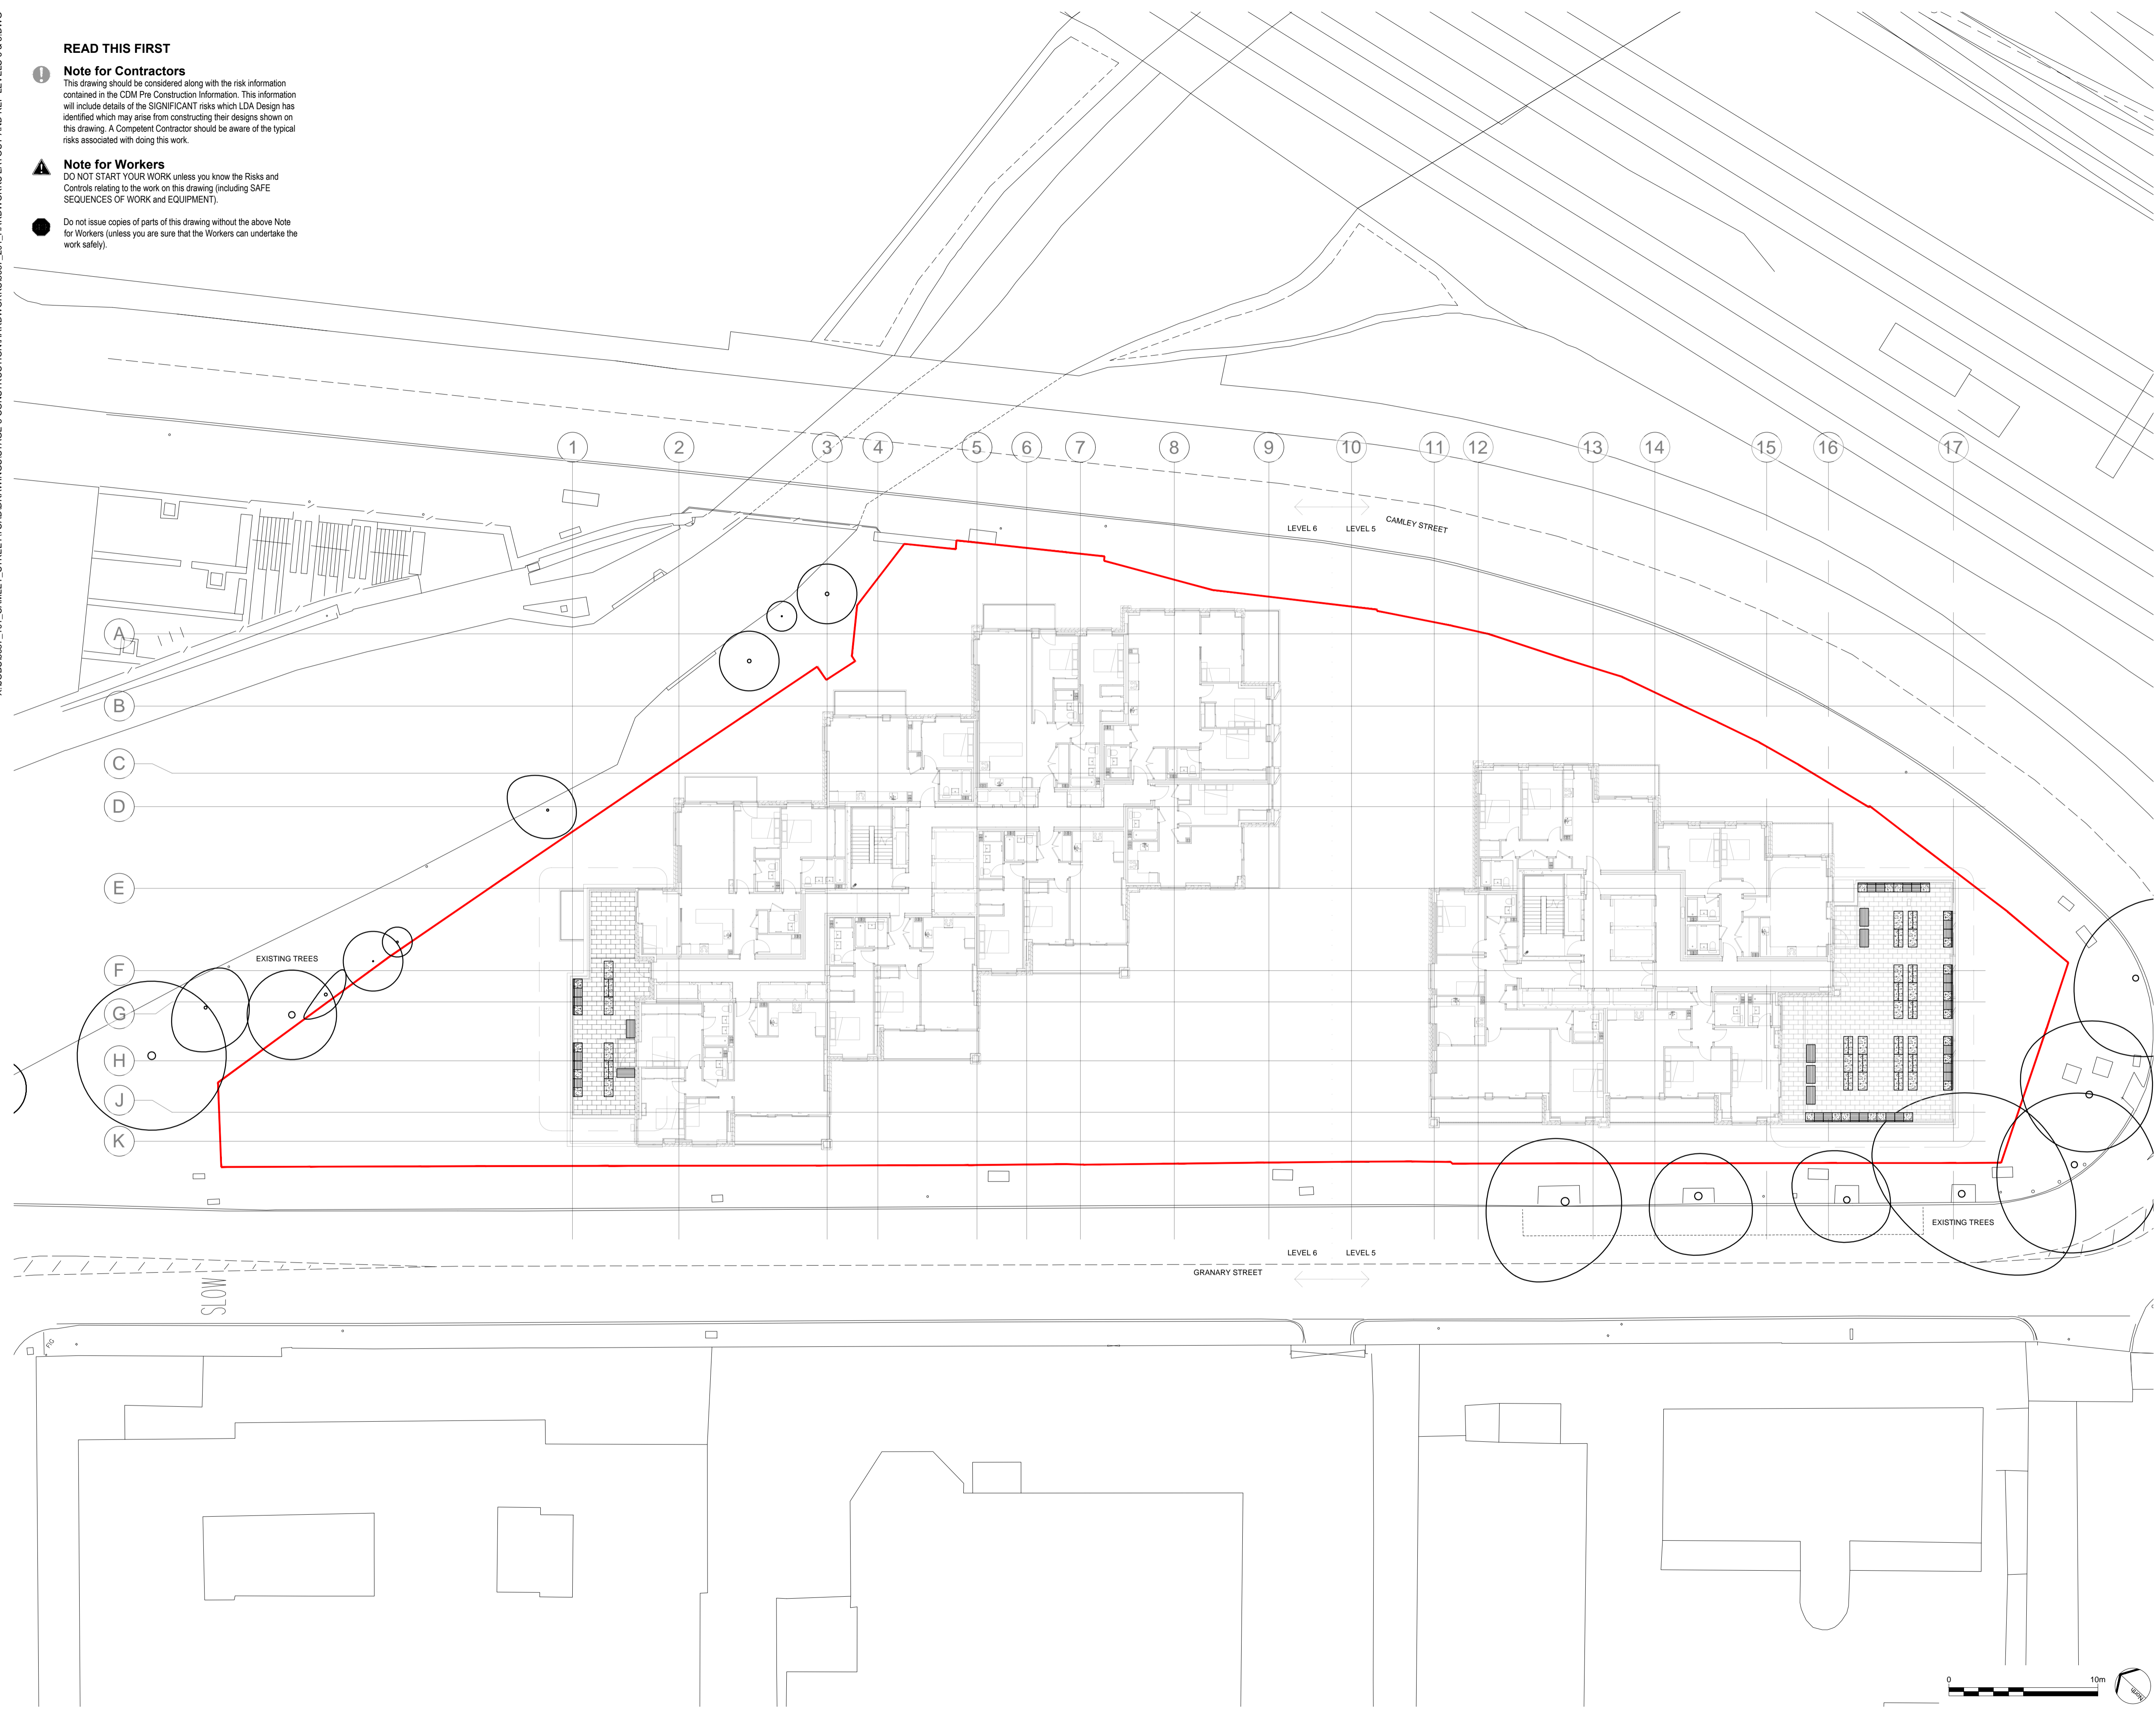 READ THIS FIRST
Note for Contractors
This drawing should be considered along with the risk information
contained in the CDM Pre Construction Information. This information
will include details of the SIGNIFICANT risks which LDA Design has
identified which may arise from constructing their designs shown on
this drawing. A Competent Contractor should be aware of the typical
risks associated with doing this work.
Note for Workers
DO NOT START YOUR WORK unless you know the Risks and
Controls relating to the work on this drawing (including SAFE
SEQUENCES OF WORK and EQUIPMENT).
Do not issue copies of parts of this drawing without the above Note
for Workers (unless you are sure that the Workers can undertake the
work safely).
1 2 3 4 5 6 7 8 9 10 11 12 13 14 15 16 17
LEVEL 6 LEVEL 5
CAMLEY STREET
A
B
C
D
E
F
EXISTING TREES
G
H
J
K
EXISTING TREES
LEVEL 6 LEVEL 5
GRANARY STREET
SLOW
FIG
0 10m
North